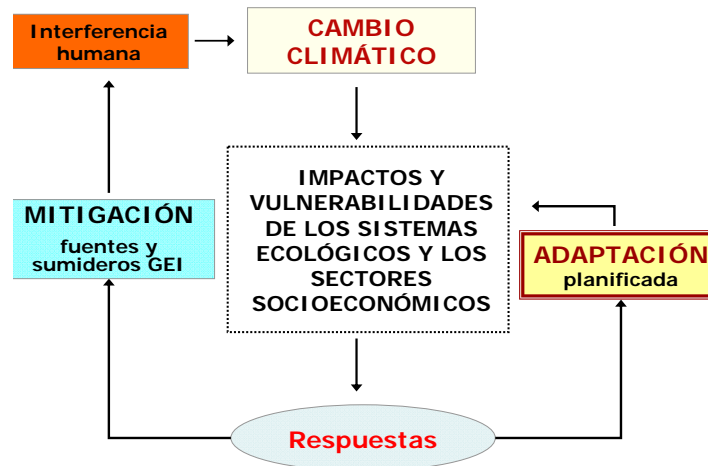 Interferencia
humana
CAMBIO
CLIMÁTICO
IMPACTOS Y
VULNERABILIDADES
DE LOS SISTEMAS
ECOLÓGICOS Y LOS
SECTORES
SOCIOECONÓMICOS
MITIGACIÓN
fuentes y
sumideros GEI
ADAPTACIÓN
planificada
Respuestas